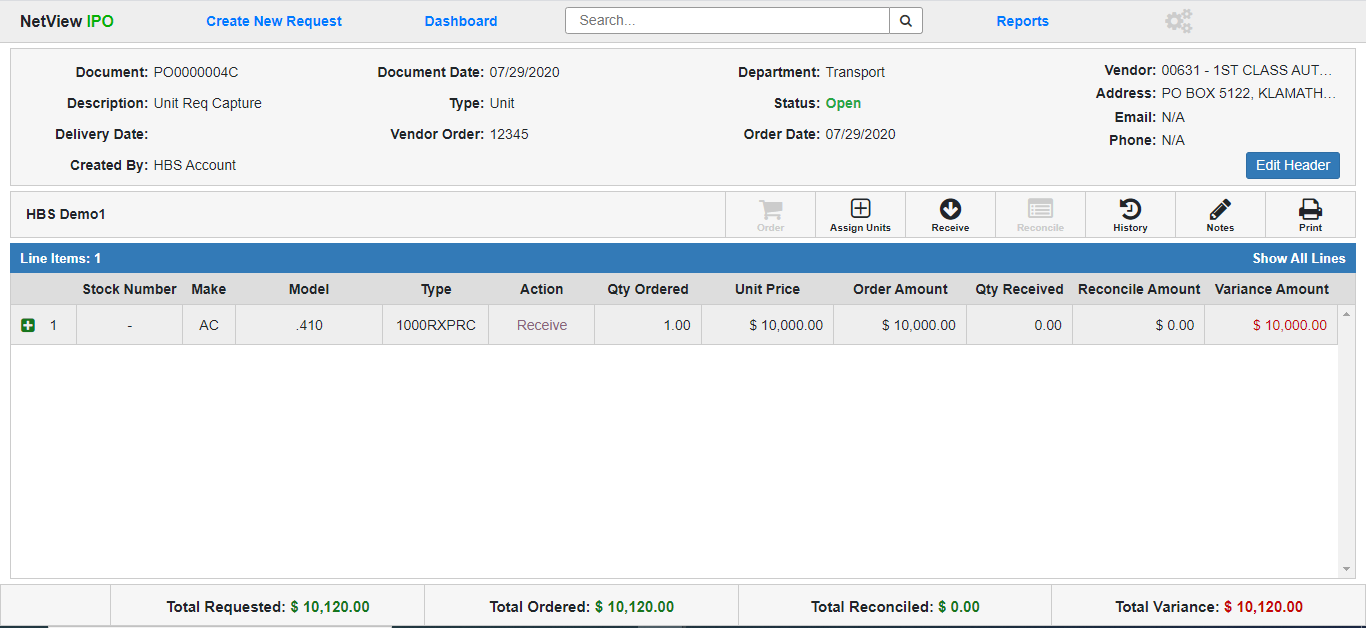 NetView IPO Create New Request Dashboard Search... Reports
Document: PO0000004C Document Date: 07/29/2020 Department: Transport Vendor: 00631 - 1ST CLASS AUT...
Description: Unit Req Capture Type: Unit Status: Open Address: PO BOX 5122, KLAMATH...
Delivery Date: Vendor Order: 12345 Order Date: 07/29/2020 Email: N/A
Created By: HBS Account Phone: N/A
Edit Header
HBS Demo1 Order Assign Units Receive Reconcile History Notes Print
Line Items: 1 Show All Lines
Stock Number Make Model Type Action Qty Ordered Unit Price Order Amount Qty Received Reconcile Amount Variance Amount
1 - AC .410 1000RXPRC Receive 1.00 $ 10,000.00 $ 10,000.00 0.00 $ 0.00 $ 10,000.00
Total Requested: $ 10,120.00 Total Ordered: $ 10,120.00 Total Reconciled: $ 0.00 Total Variance: $ 10,120.00